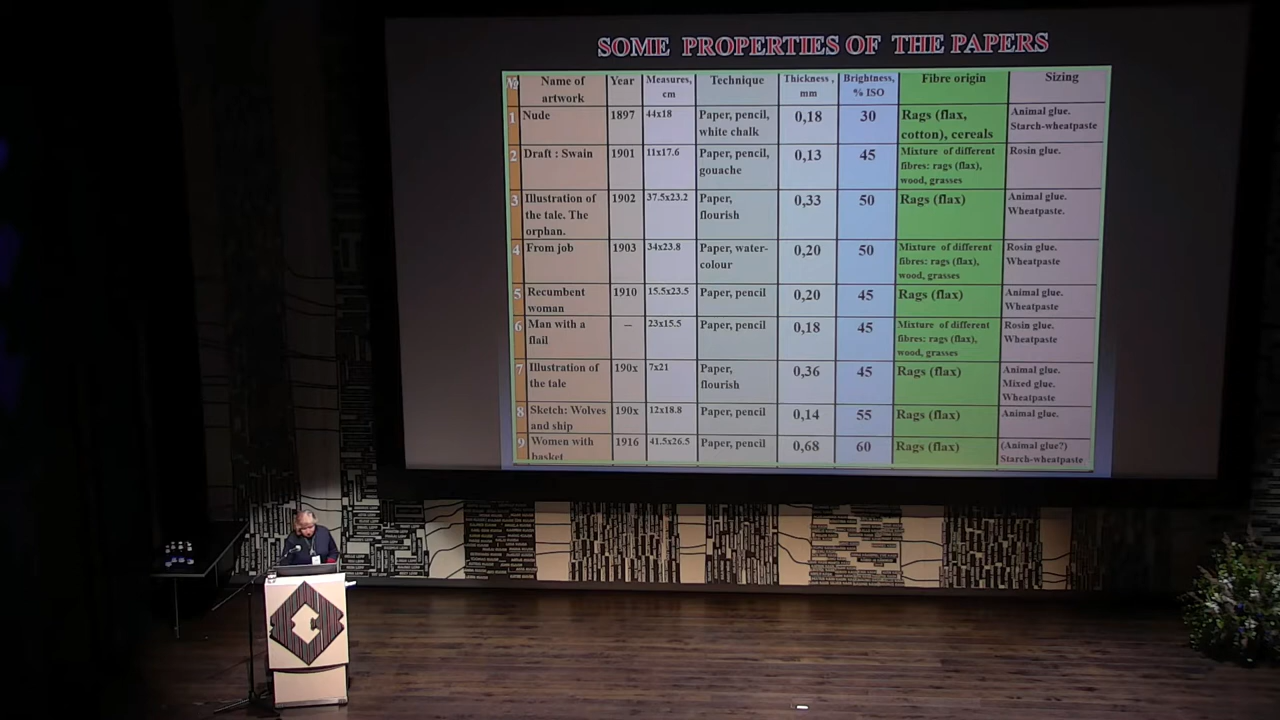 SOME PROPERTIES OF THE PAPERS
№ Name of artwork Year Measures, cm Technique Thickness , mm Brightness, % ISO Fibre origin Sizing
1 Nude 1897 44x18 Paper, pencil, white chalk 0,18 30 Rags (flax, cotton), cereals Animal glue. Starch-wheatpaste
2 Draft : Swain 1901 11x17.6 Paper, pencil, gouache 0,13 45 Mixture of different fibres: rags (flax), wood, grasses Rosin glue.
3 Illustration of the tale. The orphan. 1902 37.5x23.2 Paper, flourish 0,33 50 Rags (flax) Animal glue. Wheatpaste.
4 From job 1903 34x23.8 Paper, water-colour 0,20 50 Mixture of different fibres: rags (flax), wood, grasses Rosin glue. Wheatpaste
5 Recumbent woman 1910 15.5x23.5 Paper, pencil 0,20 45 Rags (flax) Animal glue. Wheatpaste
6 Man with a flail – 23x15.5 Paper, pencil 0,18 45 Mixture of different fibres: rags (flax), wood, grasses Rosin glue. Wheatpaste
7 Illustration of the tale 190x 7x21 Paper, flourish 0,36 45 Rags (flax) Animal glue. Mixed glue. Wheatpaste
8 Sketch: Wolves and ship 190x 12x18.8 Paper, pencil 0,14 55 Rags (flax) Animal glue.
9 Women with basket 1916 41.5x26.5 Paper, pencil 0,68 60 Rags (flax) (Animal glue?) Starch-wheatpaste